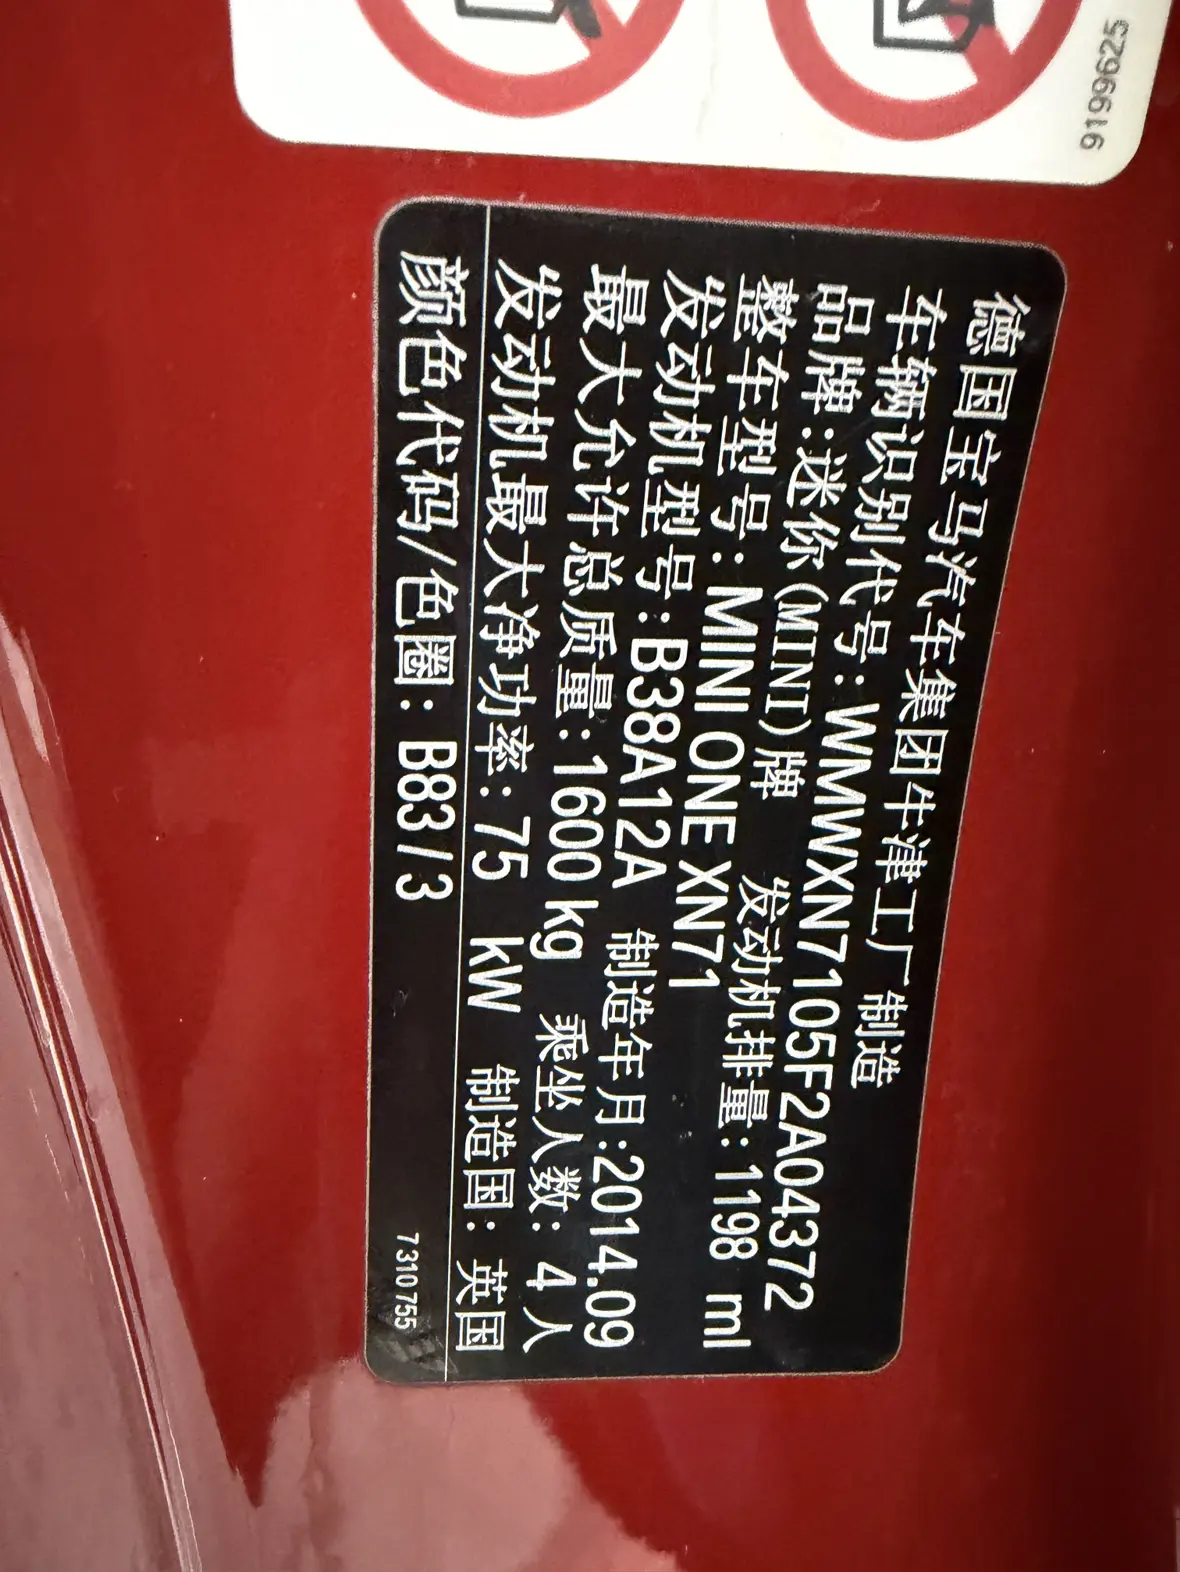 9199625
德国宝马汽车集团牛津工厂制造
车辆识别代号:WMWXN7105F2A04372
品牌:迷你(MINI)牌 发动机排量:1198 ml
整车型号:MINI ONE XN71
发动机型号:B38A12A 制造年月:2014.09
最大允许总质量:1600 kg 乘坐人数:4人
发动机最大净功率:75 kW 制造国:英国
颜色代码/色圈:B83/3 7310755